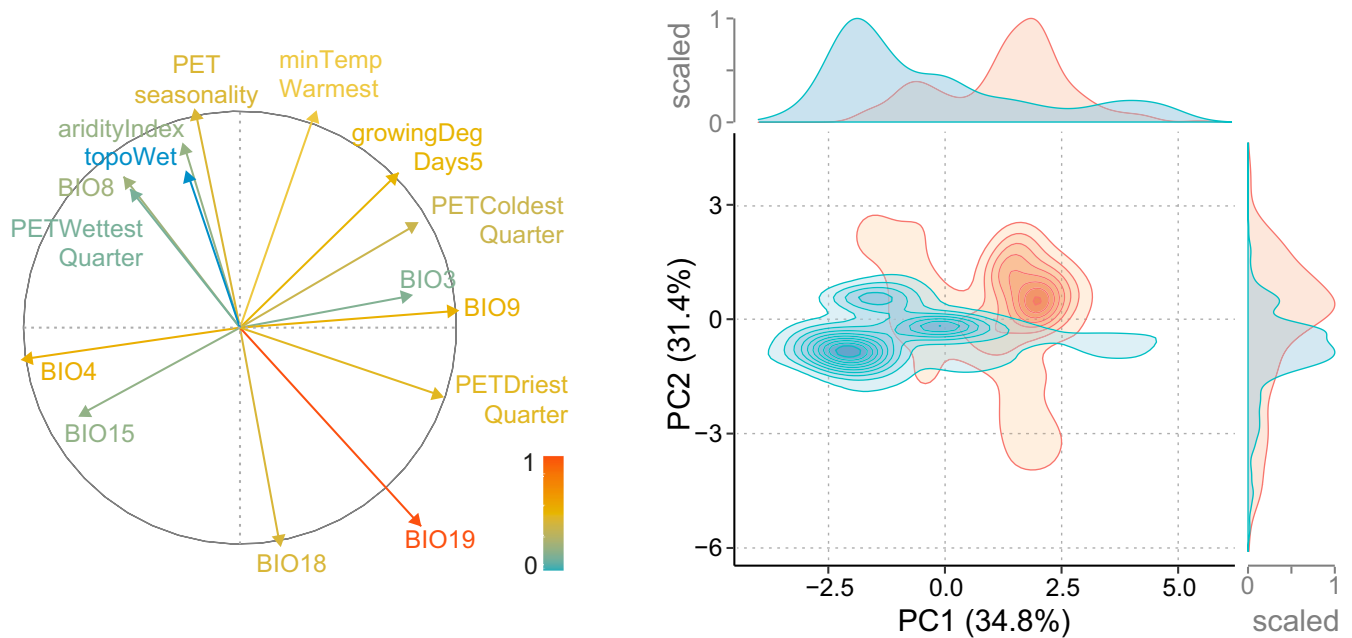 PET
seasonality
minTemp
Warmest
aridityIndex
topoWet
growingDeg
Days5
BIO8
PETWettest
Quarter
PETColdest
Quarter
BIO3
BIO9
BIO4
BIO15
PETDriest
Quarter
BIO19
BIO18
1
0
scaled
1
0
PC2 (31.4%)
3
0
−3
−6
−2.5
0.0
2.5
5.0
PC1 (34.8%)
0
1
scaled